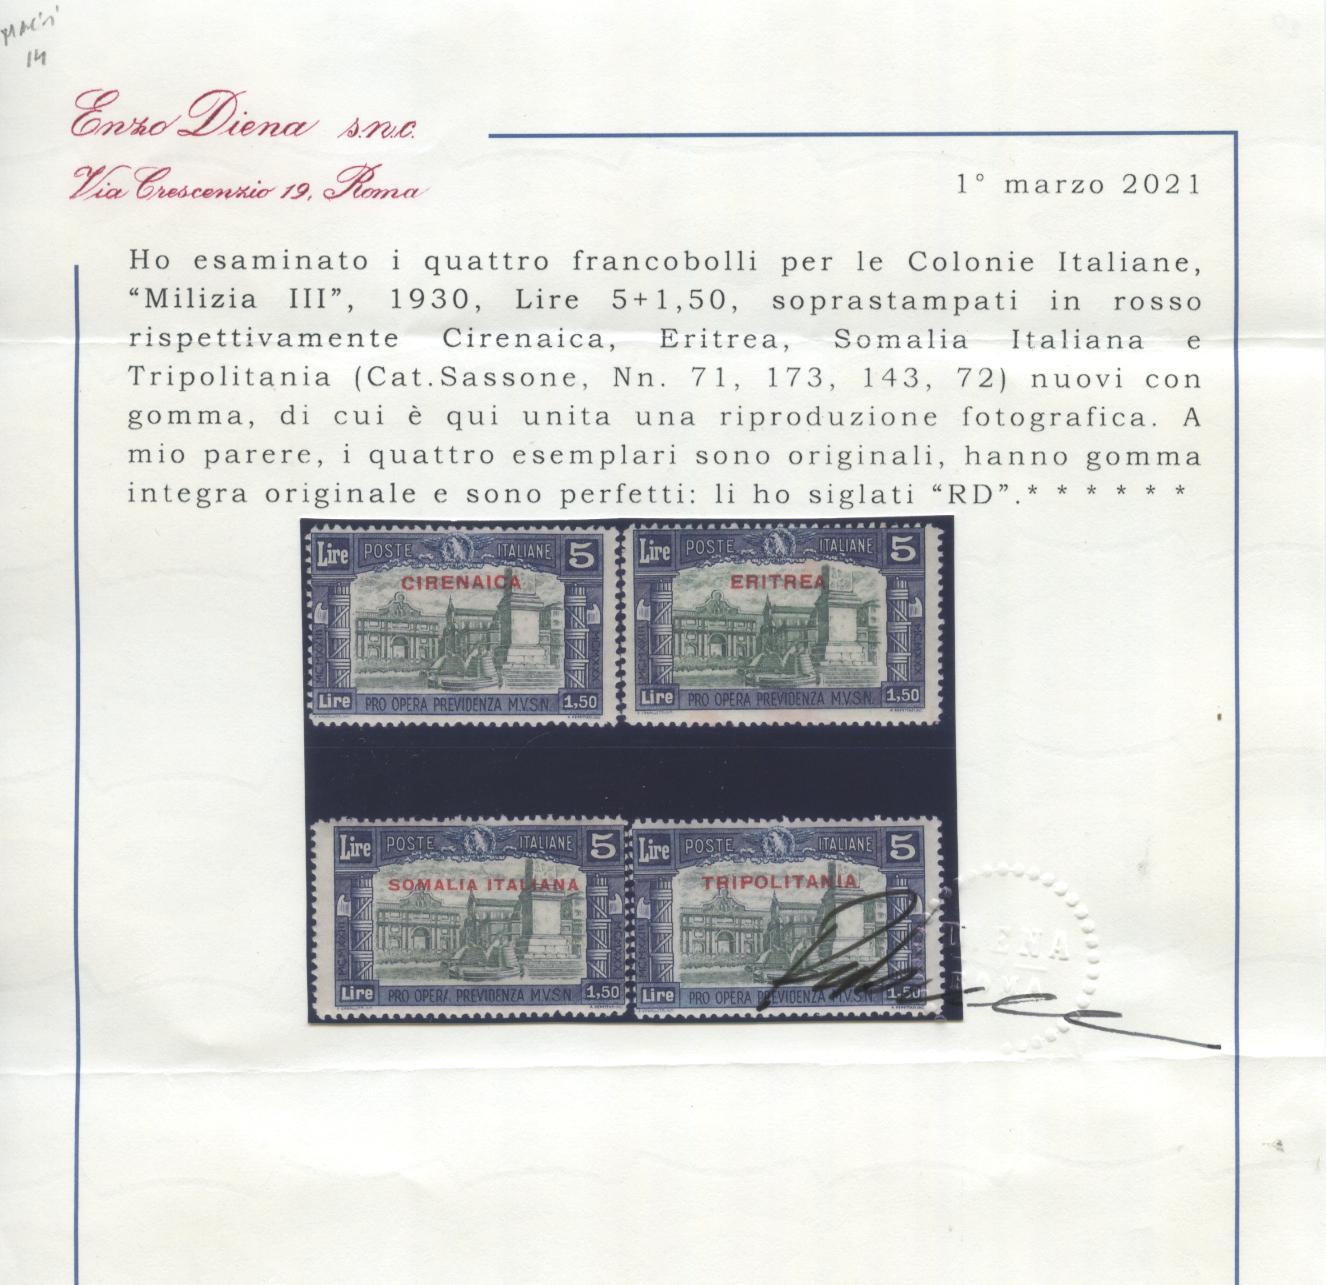 14
Enzo Diena s.n.c.
Via Crescenzio 19, Roma
1° marzo 2021
Ho esaminato i quattro francobolli per le Colonie Italiane,
“Milizia III”, 1930, Lire 5+1,50, soprastampati in rosso
rispettivamente Cirenaica, Eritrea, Somalia Italiana e
Tripolitania (Cat.Sassone, Nn. 71, 173, 143, 72) nuovi con
gomma, di cui è qui unita una riproduzione fotografica. A
mio parere, i quattro esemplari sono originali, hanno gomma
integra originale e sono perfetti: li ho siglati “RD”.* * * * * *
Lire POSTE ITALIANE 5
CIRENAICA
Lire PRO OPERA PREVIDENZA M.V.S.N. 1,50
Lire POSTE ITALIANE 5
ERITREA
Lire PRO OPERA PREVIDENZA M.V.S.N. 1,50
Lire POSTE ITALIANE 5
SOMALIA ITALIANA
Lire PRO OPERA PREVIDENZA M.V.S.N. 1,50
Lire POSTE ITALIANE 5
TRIPOLITANIA
Lire PRO OPERA PREVIDENZA M.V.S.N. 1,50